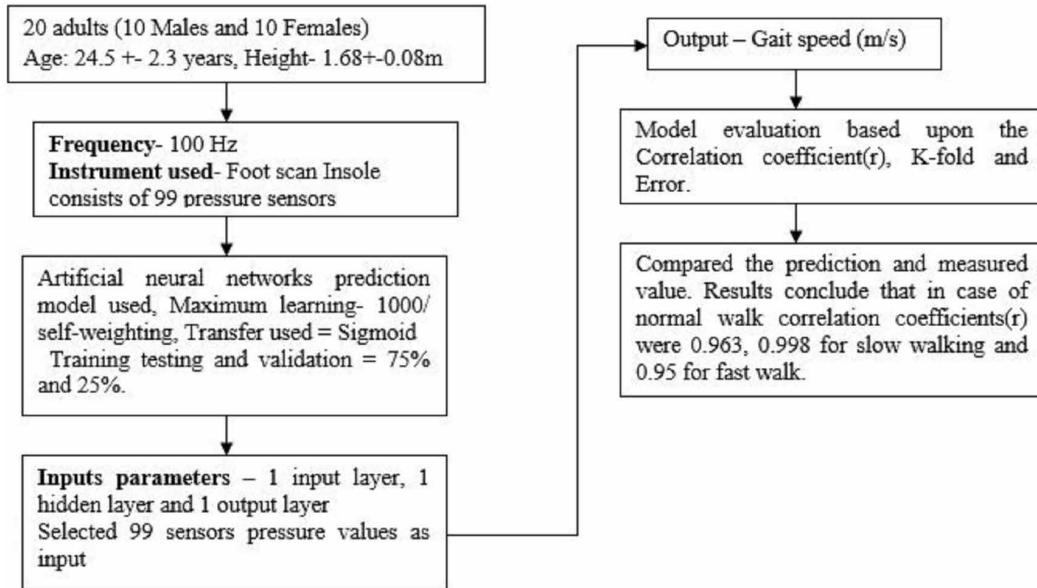 20 adults (10 Males and 10 Females)
Age: 24.5 +- 2.3 years, Height- 1.68+-0.08m
Frequency- 100 Hz
Instrument used- Foot scan Insole
consists of 99 pressure sensors
Artificial neural networks prediction
model used, Maximum learning- 1000/
self-weighting, Transfer used = Sigmoid
Training testing and validation = 75%
and 25%.
Inputs parameters – 1 input layer, 1
hidden layer and 1 output layer
Selected 99 sensors pressure values as
input
Output – Gait speed (m/s)
Model evaluation based upon the
Correlation coefficient(r), K-fold and
Error.
Compared the prediction and measured
value. Results conclude that in case of
normal walk correlation coefficients(r)
were 0.963, 0.998 for slow walking and
0.95 for fast walk.